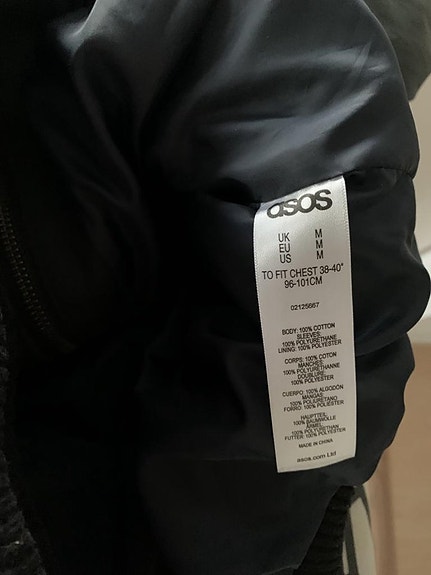 asos
UK M
EU M
US M
TO FIT CHEST 38-40"
96-101CM
02125867
BODY: 100% COTTON
SLEEVES:
100% POLYURETHANE
LINING: 100% POLYESTER
CORPS: 100% COTON
MANCHES:
100% POLYURÉTHANNE
DOUBLURE:
100% POLYESTER
CUERPO: 100% ALGODÓN
MANGAS:
100% POLIURETANO
FORRO: 100% POLIÉSTER
HAUPTTEIL:
100% BAUMWOLLE
ÄRMEL:
100% POLYURETHAN
FUTTER: 100% POLYESTER
MADE IN CHINA
asos.com Ltd